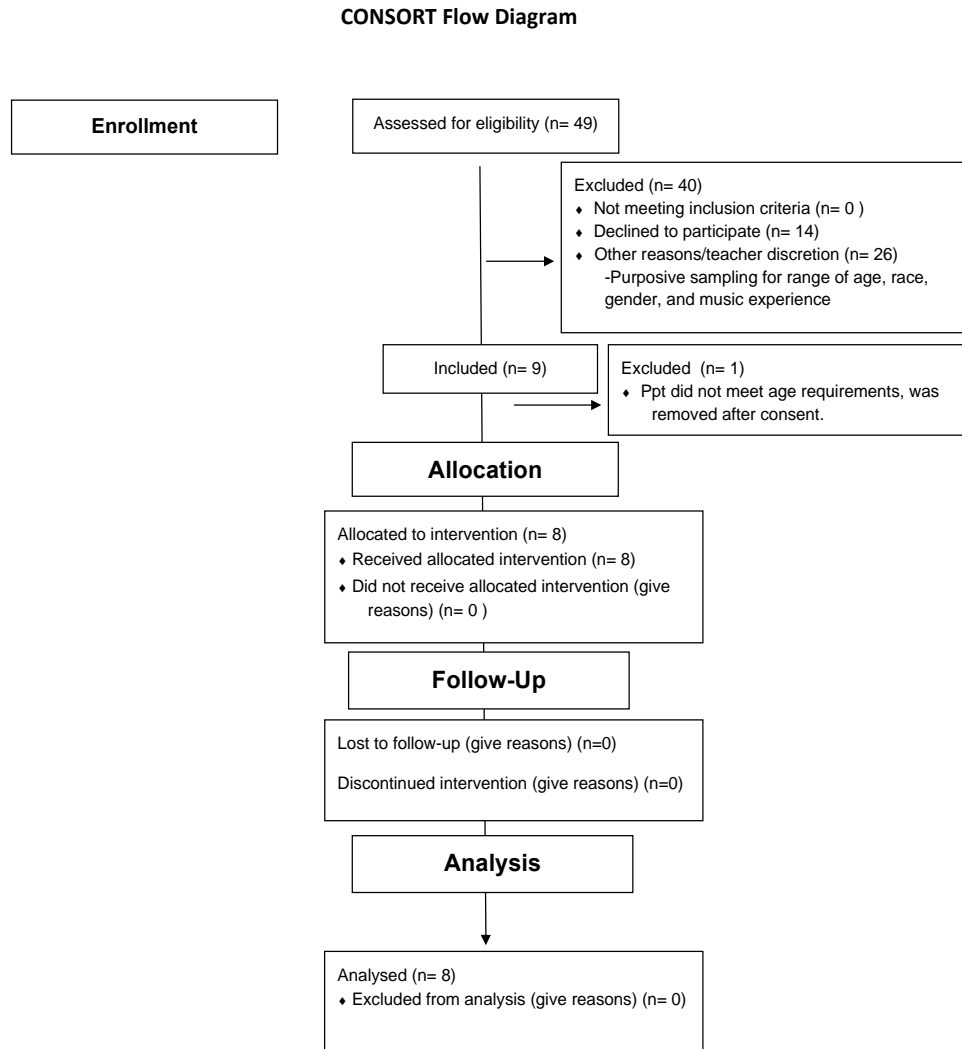 CONSORT Flow Diagram
Enrollment
Assessed for eligibility (n= 49)
Excluded (n= 40)
♦ Not meeting inclusion criteria (n= 0 )
♦ Declined to participate (n= 14)
♦ Other reasons/teacher discretion (n= 26)
-Purposive sampling for range of age, race,
gender, and music experience
Included (n= 9)
Excluded (n= 1)
♦ Ppt did not meet age requirements, was
removed after consent.
Allocation
Allocated to intervention (n= 8)
♦ Received allocated intervention (n= 8)
♦ Did not receive allocated intervention (give
reasons) (n= 0 )
Follow-Up
Lost to follow-up (give reasons) (n=0)
Discontinued intervention (give reasons) (n=0)
Analysis
Analysed (n= 8)
♦ Excluded from analysis (give reasons) (n= 0)